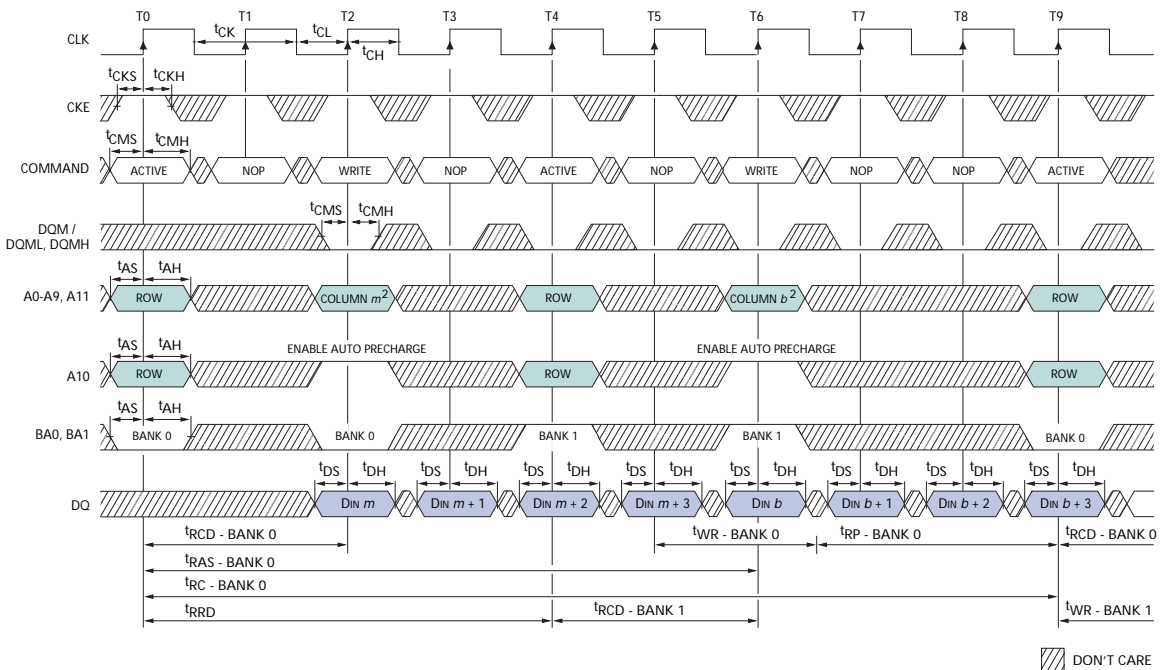 T0 T1 T2 T3 T4 T5 T6 T7 T8 T9
CLK
tCK tCL
tCH
tCKS tCKH
CKE
tCMS tCMH
COMMAND ACTIVE NOP WRITE NOP ACTIVE NOP WRITE NOP NOP ACTIVE
tCMS tCMH
DQM /
DQML, DQMH
tAS tAH
A0-A9, A11 ROW COLUMN m2 ROW COLUMN b2 ROW
tAS tAH ENABLE AUTO PRECHARGE ENABLE AUTO PRECHARGE
A10 ROW ROW ROW
tAS tAH
BA0, BA1 BANK 0 BANK 0 BANK 1 BANK 1 BANK 0
tDS tDH tDS tDH tDS tDH tDS tDH tDS tDH tDS tDH tDS tDH tDS tDH
DQ DIN m DIN m + 1 DIN m + 2 DIN m + 3 DIN b DIN b + 1 DIN b + 2 DIN b + 3
tRCD - BANK 0 tWR - BANK 0 tRP - BANK 0 tRCD - BANK 0
tRAS - BANK 0
tRC - BANK 0
tRRD tRCD - BANK 1 tWR - BANK 1
DON'T CARE